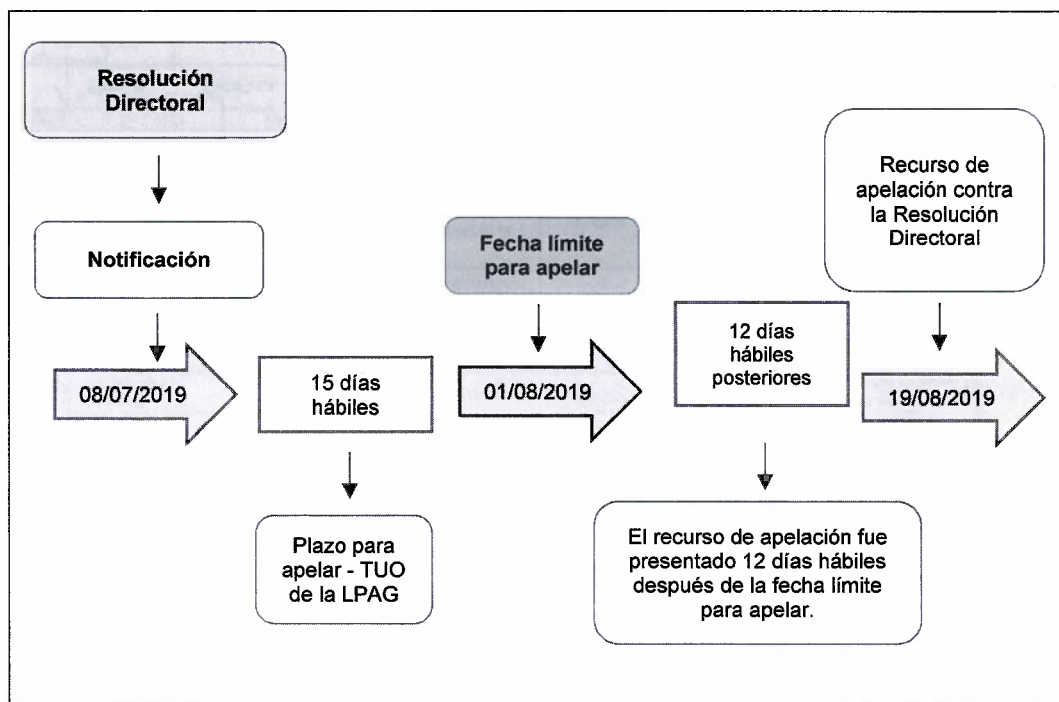 Resolución
Directoral
Notificación
08/07/2019
15 días
hábiles
Plazo para
apelar - TUO
de la LPAG
Fecha límite
para apelar
01/08/2019
12 días
hábiles
posteriores
El recurso de apelación fue
presentado 12 días hábiles
después de la fecha límite
para apelar.
Recurso de
apelación contra
la Resolución
Directoral
19/08/2019